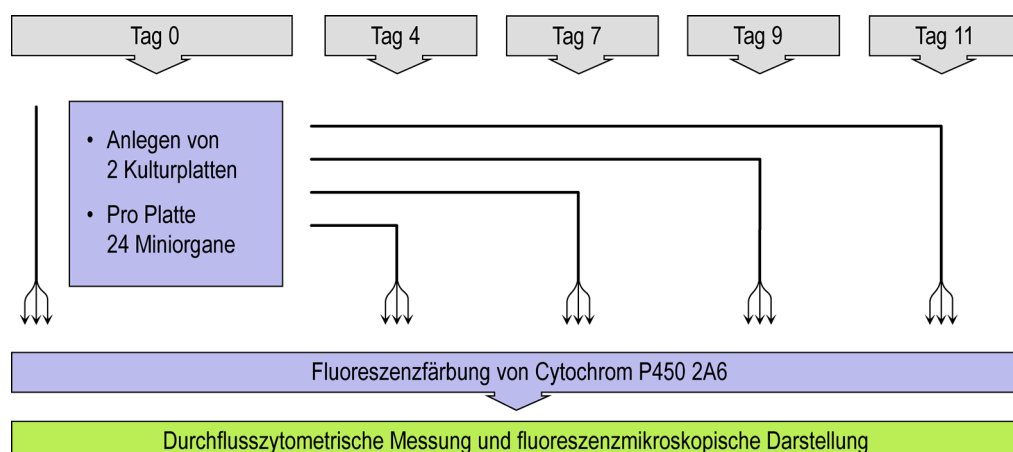 Tag 0
Tag 4
Tag 7
Tag 9
Tag 11
• Anlegen von
2 Kulturplatten
• Pro Platte
24 Miniorgane
Fluoreszenzfärbung von Cytochrom P450 2A6
Durchflusszytometrische Messung und fluoreszenzmikroskopische Darstellung